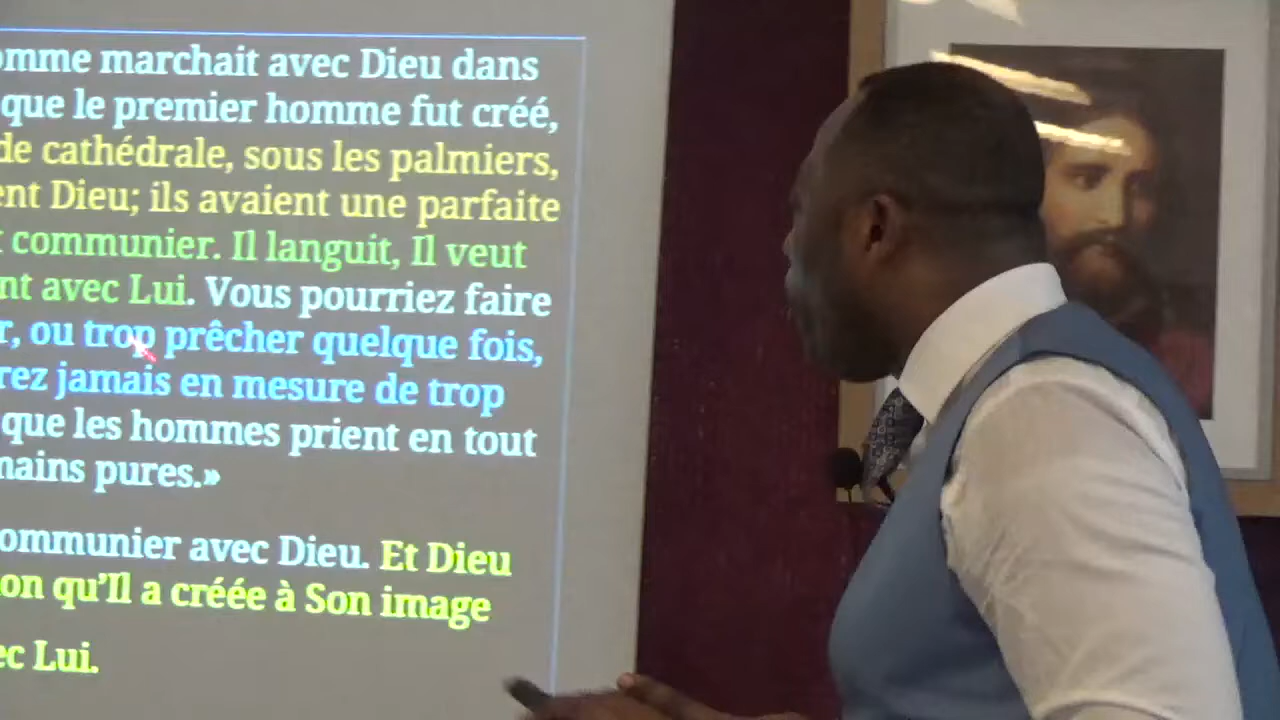 omme marchait avec Dieu dans
que le premier homme fut créé,
de cathédrale, sous les palmiers,
ent Dieu; ils avaient une parfaite
communier. Il languit, Il veut
nt avec Lui. Vous pourriez faire
r, ou trop prêcher quelque fois,
rez jamais en mesure de trop
que les hommes prient en tout
mains pures.»
ommunier avec Dieu. Et Dieu
on qu'Il a créée à Son image
ec Lui.